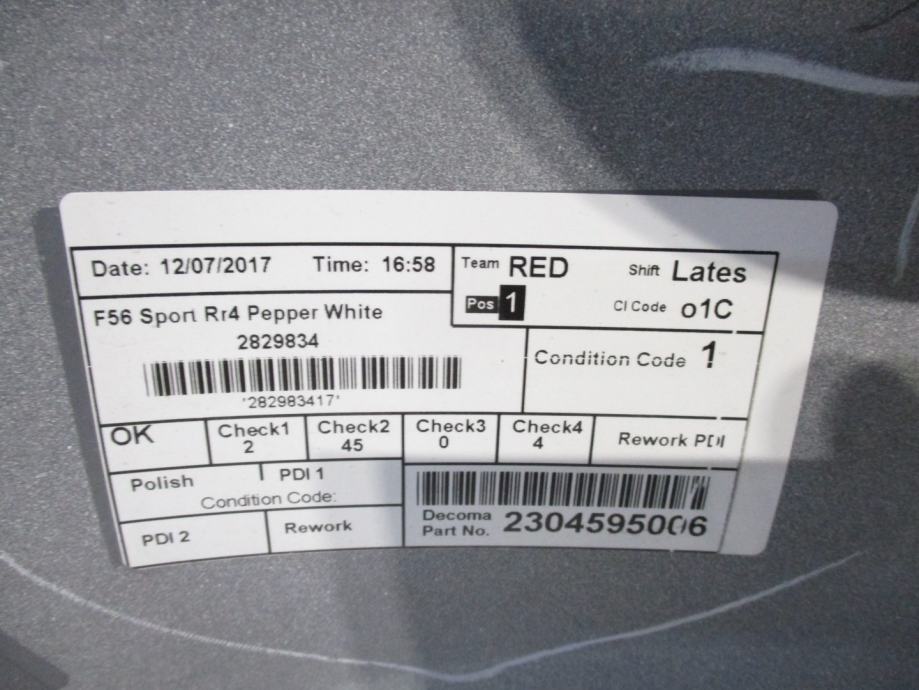 Date: 12/07/2017 Time: 16:58
Team RED Shift Lates
Pos 1 CI Code o1C
F56 Sport Rr4 Pepper White
2829834
'282983417'
Condition Code 1
OK Check1 Check2 Check3 Check4 Rework PDI
2 45 0 4
Polish PDI 1
Condition Code:
PDI 2 Rework
Decoma
Part No. 2304595006